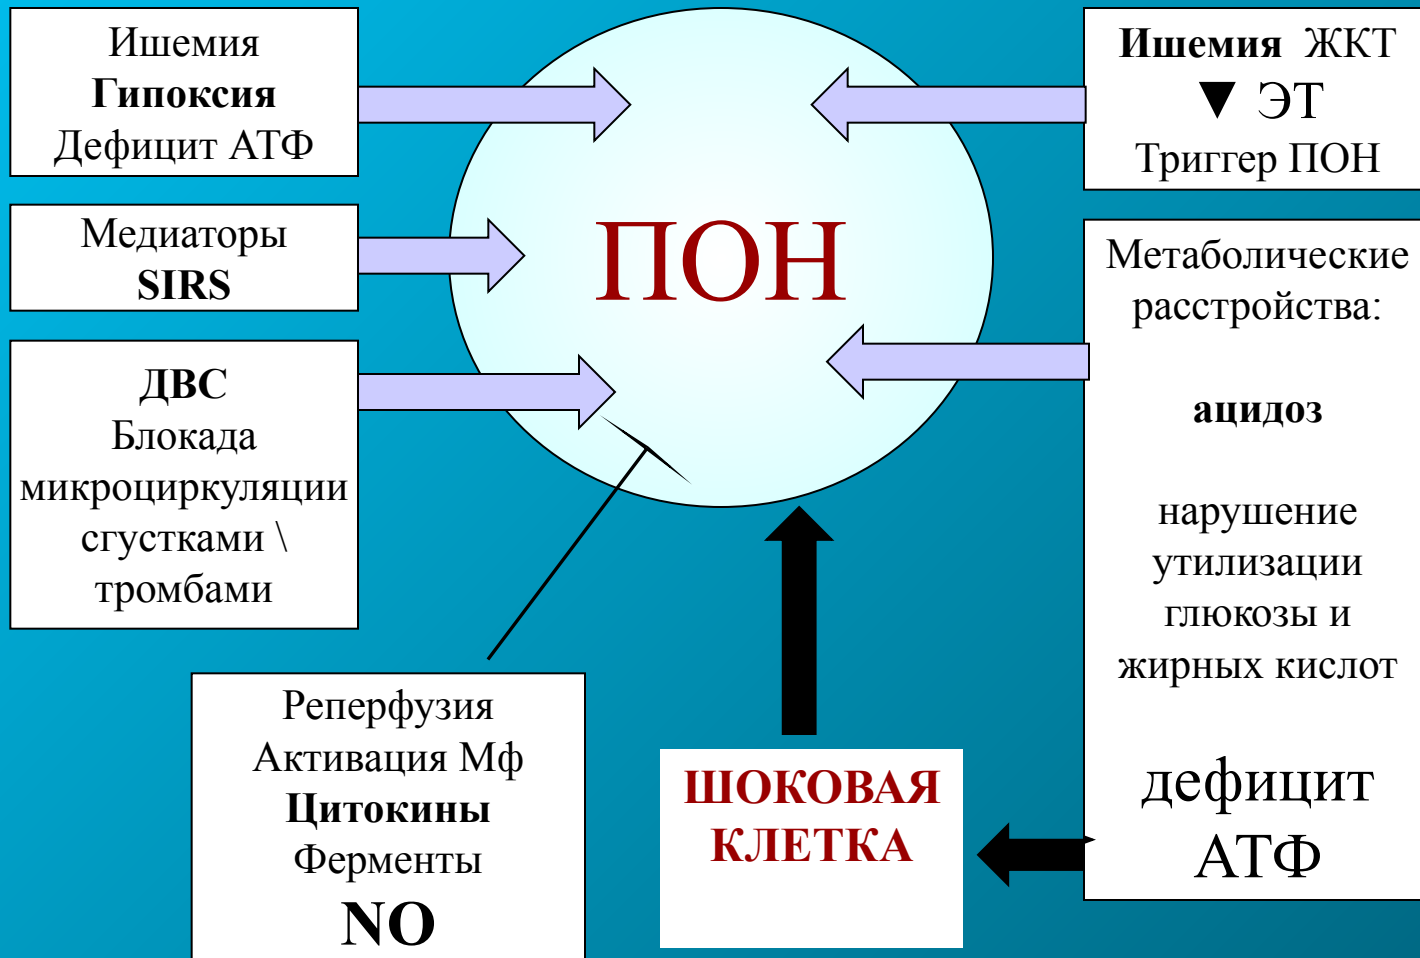 Ишемия
Гипоксия
Дефицит АТФ
Медиаторы
SIRS
ДВС
Блокада
микроциркуляции
сгустками \
тромбами
ПОН
Ишемия ЖКТ
▼ ЭТ
Триггер ПОН
Метаболические
расстройства:
ацидоз
нарушение
утилизации
глюкозы и
жирных кислот
дефицит
АТФ
Реперфузия
Активация Мф
Цитокины
Ферменты
NO
ШОКОВАЯ
КЛЕТКА